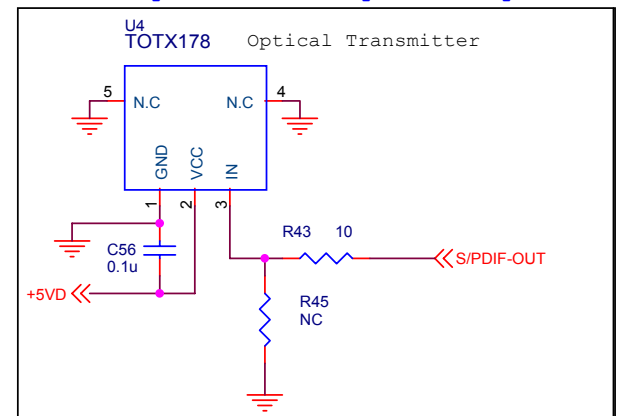 U4
TOTX178
Optical Transmitter
5
N.C
N.C
4
GND
VCC
IN
1
2
3
C56
0.1u
R43
10
S/PDIF-OUT
+5VD
R45
NC